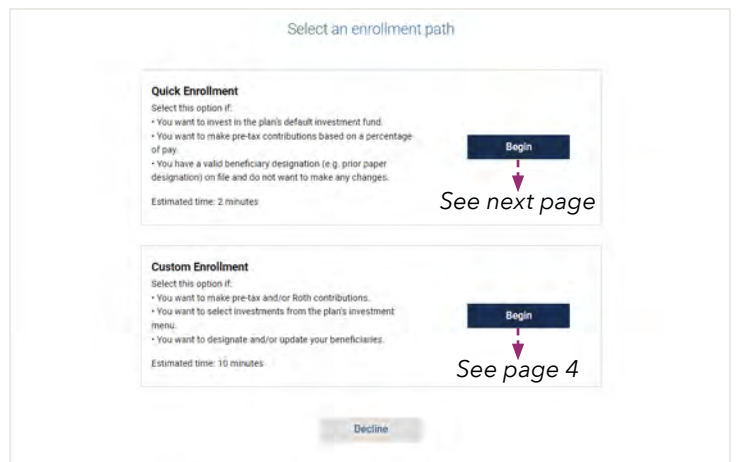 Select an enrollment path
Quick Enrollment
Select this option if:
• You want to invest in the plan's default investment fund.
• You want to make pre-tax contributions based on a percentage
of pay.
• You have a valid beneficiary designation (e.g. prior paper
designation) on file and do not want to make any changes.
Estimated time: 2 minutes
Begin
See next page
Custom Enrollment
Select this option if:
• You want to make pre-tax and/or Roth contributions.
• You want to select investments from the plan's investment
menu.
• You want to designate and/or update your beneficiaries.
Estimated time: 10 minutes
Begin
See page 4
Decline